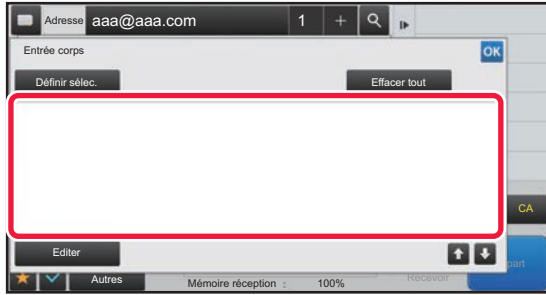 Adresse aaa@aaa.com 1 +
Entrée corps OK
Définir sélec. Effacer tout
CA
Editer
part
Autres Mémoire réception : 100% Recevoir